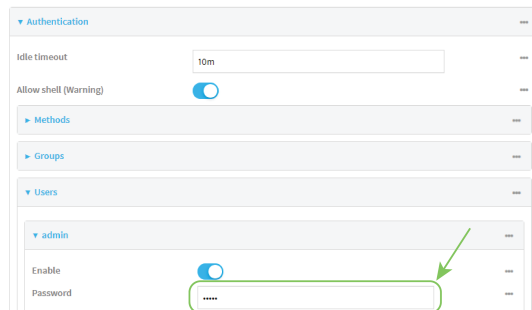 Authentication
Idle timeout
10m
Allow shell (Warning)
Methods
Groups
Users
admin
Enable
Password
•••••